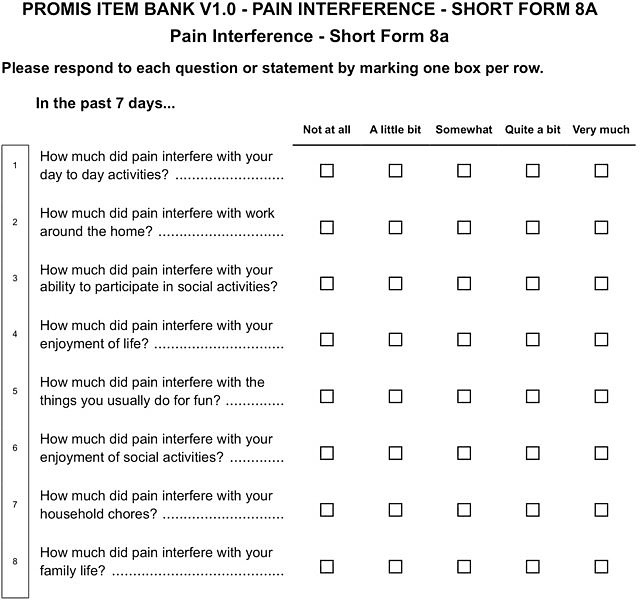 PROMIS ITEM BANK V1.0 - PAIN INTERFERENCE - SHORT FORM 8A
Pain Interference - Short Form 8a
Please respond to each question or statement by marking one box per row.
In the past 7 days...
Not at all A little bit Somewhat Quite a bit Very much
1 How much did pain interfere with your
day to day activities? ..........................
2 How much did pain interfere with work
around the home? ..............................
3 How much did pain interfere with your
ability to participate in social activities?
4 How much did pain interfere with your
enjoyment of life? ...............................
5 How much did pain interfere with the
things you usually do for fun? ..............
6 How much did pain interfere with your
enjoyment of social activities? .............
7 How much did pain interfere with your
household chores? .............................
8 How much did pain interfere with your
family life? .........................................